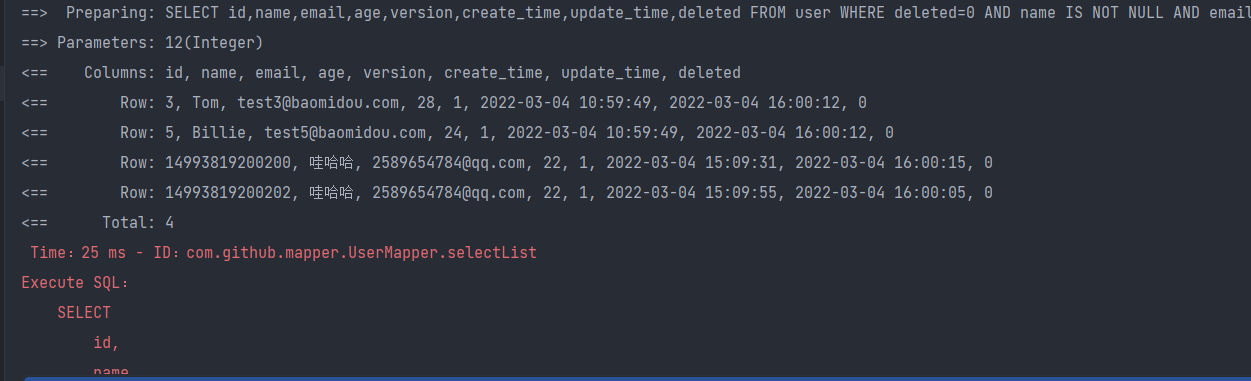 ==>  Preparing: SELECT id,name,email,age,version,create_time,update_time,deleted FROM user WHERE deleted=0 AND name IS NOT NULL AND email
==> Parameters: 12(Integer)
<==    Columns: id, name, email, age, version, create_time, update_time, deleted
<==        Row: 3, Tom, test3@baomidou.com, 28, 1, 2022-03-04 10:59:49, 2022-03-04 16:00:12, 0
<==        Row: 5, Billie, test5@baomidou.com, 24, 1, 2022-03-04 10:59:49, 2022-03-04 16:00:12, 0
<==        Row: 14993819200200, 哇哈哈, 2589654784@qq.com, 22, 1, 2022-03-04 15:09:31, 2022-03-04 16:00:15, 0
<==        Row: 14993819200202, 哇哈哈, 2589654784@qq.com, 22, 1, 2022-03-04 15:09:55, 2022-03-04 16:00:05, 0
<==      Total: 4
 Time：25 ms - ID：com.github.mapper.UserMapper.selectList
Execute SQL：
    SELECT
        id,
        name